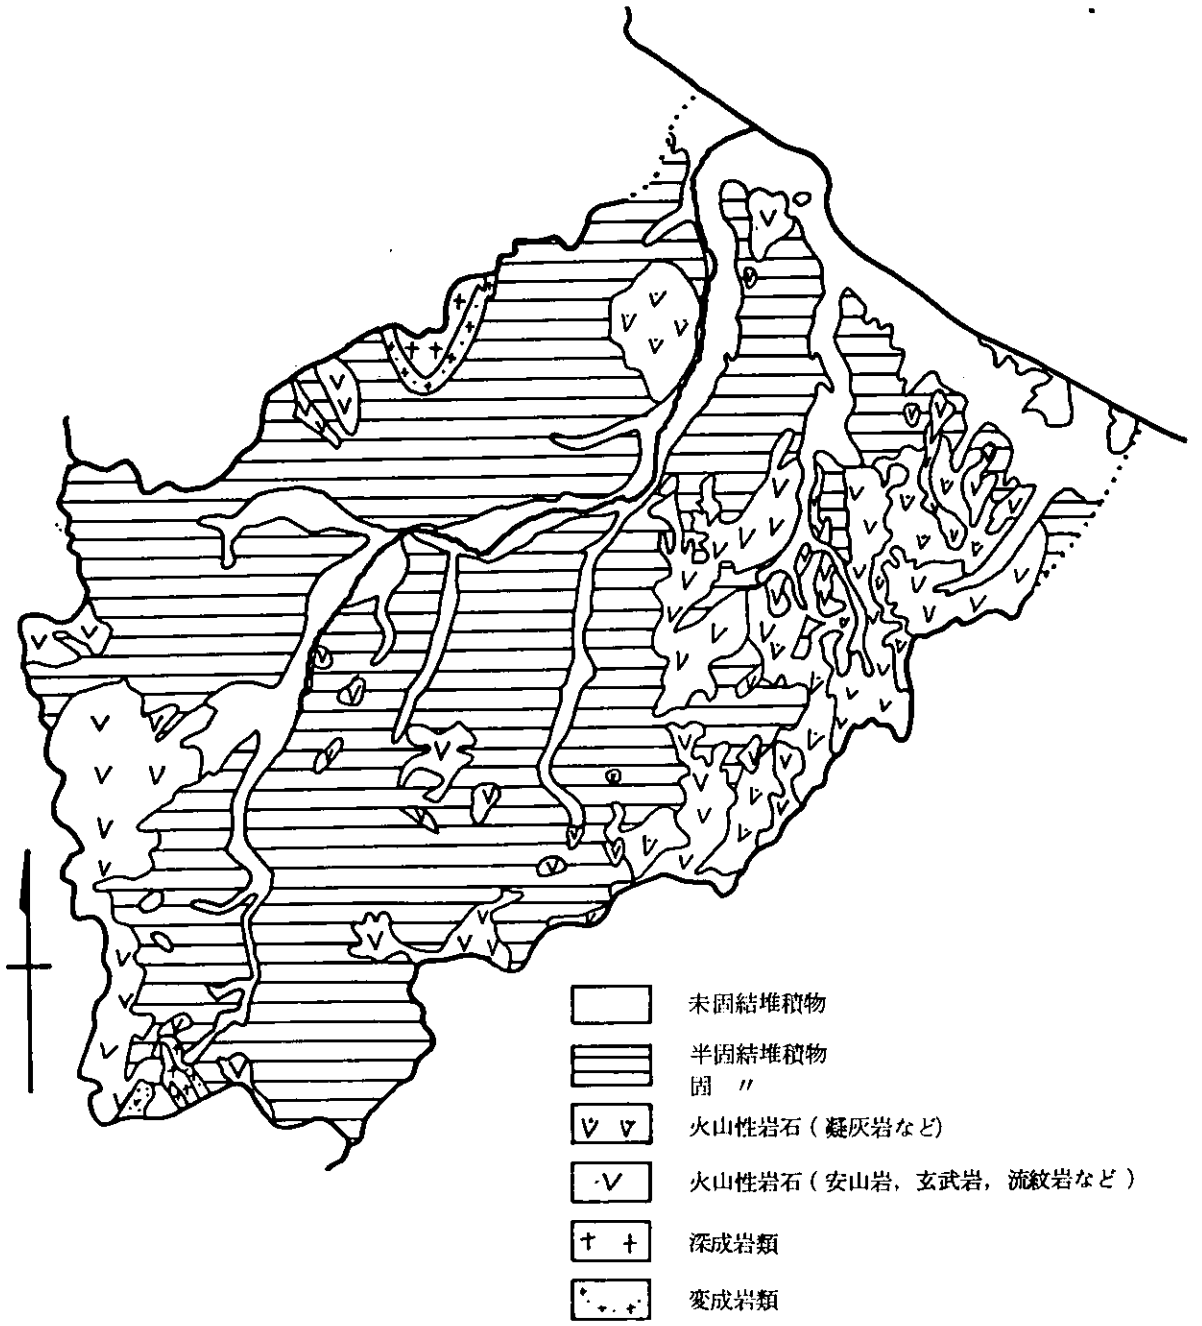 未固結堆積物
半固結堆積物
固 〃
火山性岩石(凝灰岩など)
火山性岩石(安山岩,玄武岩,流紋岩など)
深成岩類
変成岩類